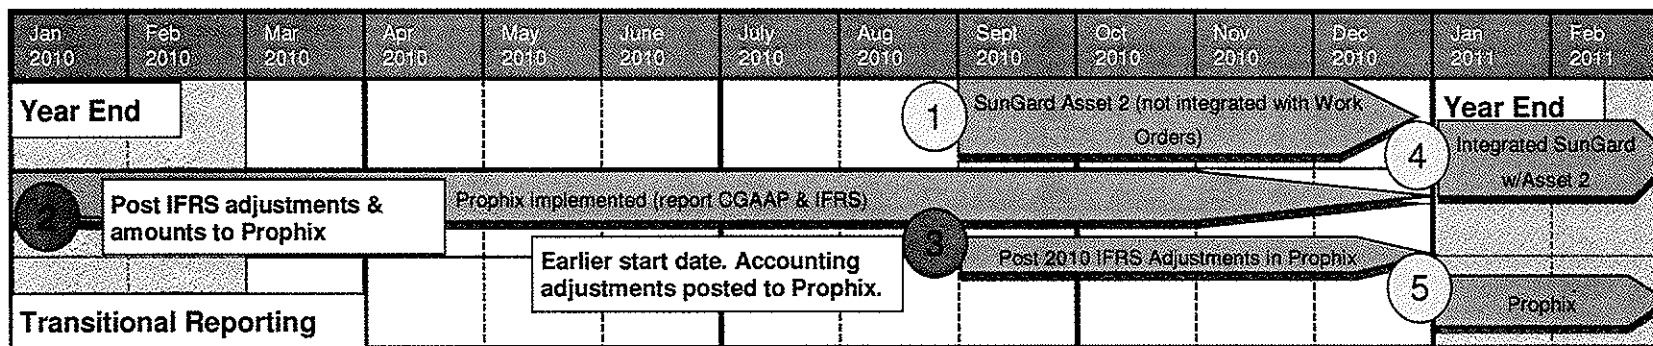 Jan 2010
Feb 2010
Mar 2010
Apr 2010
May 2010
June 2010
July 2010
Aug 2010
Sept 2010
Oct 2010
Nov 2010
Dec 2010
Jan 2011
Feb 2011
Year End
1
SunGard Asset 2 (not integrated with Work
Orders)
Year End
4
Integrated SunGard
w/Asset 2
2
Post IFRS adjustments &
amounts to Prophix
Prophix implemented (report CGAAP & IFRS)
3
Earlier start date. Accounting
adjustments posted to Prophix.
Post 2010 IFRS Adjustments in Prophix
5
Prophix
Transitional Reporting